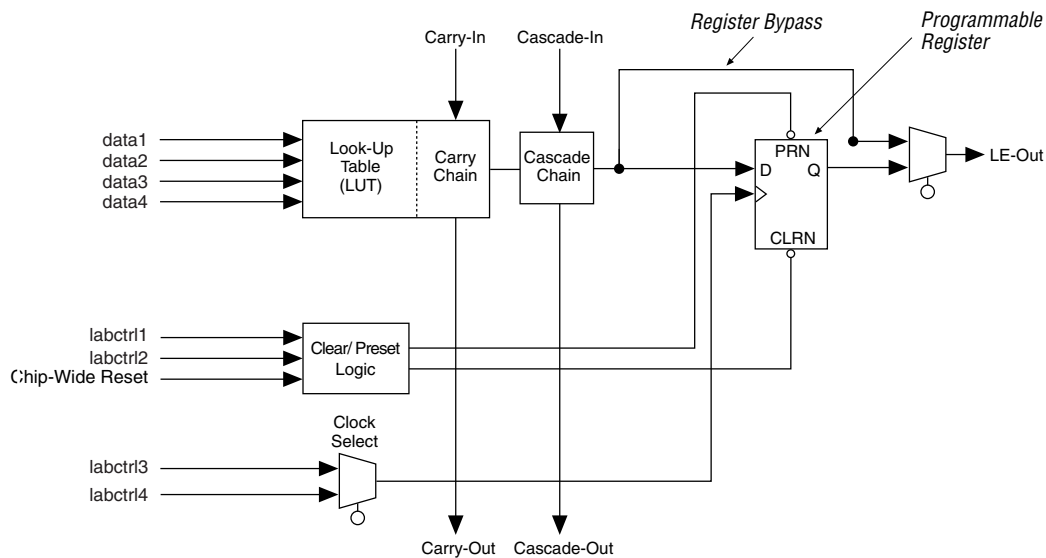 Register Bypass
Programmable
Register
Carry-In
Cascade-In
data1
data2
data3
data4
Look-Up
Table
(LUT)
Carry
Chain
Cascade
Chain
PRN
D
Q
CLRN
LE-Out
labctrl1
labctrl2
Chip-Wide Reset
Clear/ Preset
Logic
Clock
Select
labctrl3
labctrl4
Carry-Out
Cascade-Out